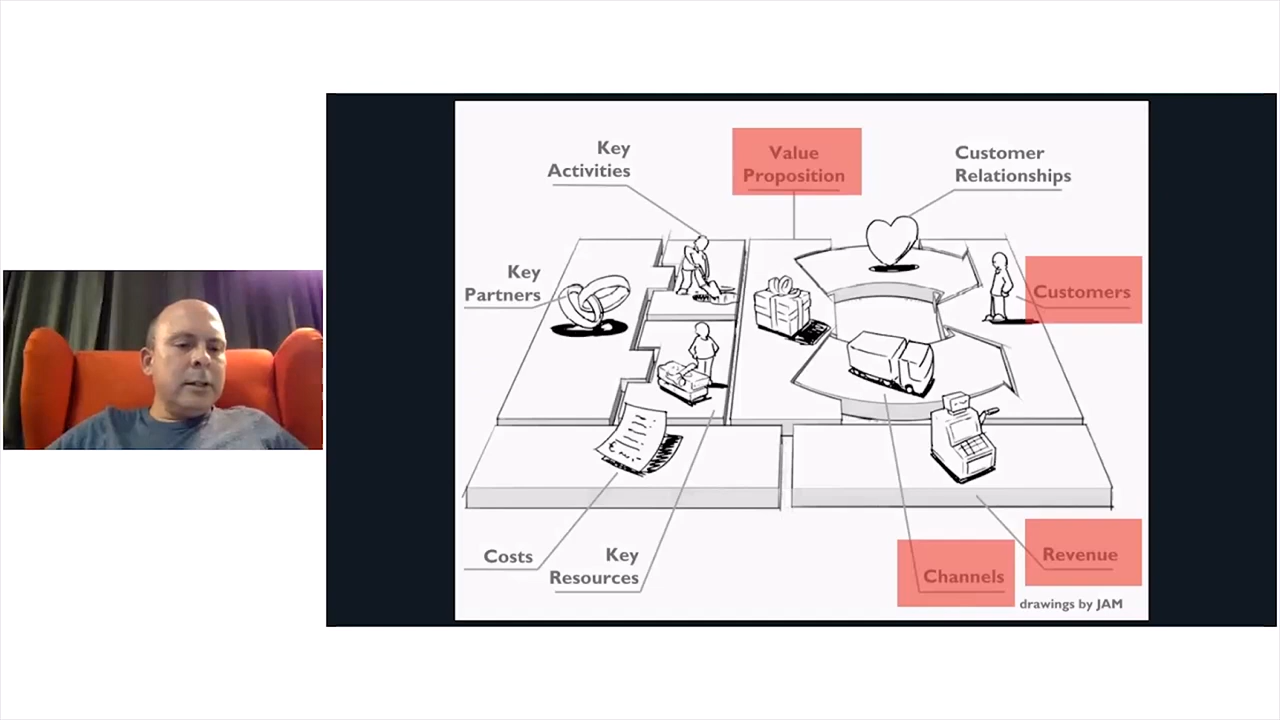 Key
Activities
Value
Proposition
Customer
Relationships
Key
Partners
Customers
Costs
Key
Resources
Channels
Revenue
drawings by JAM